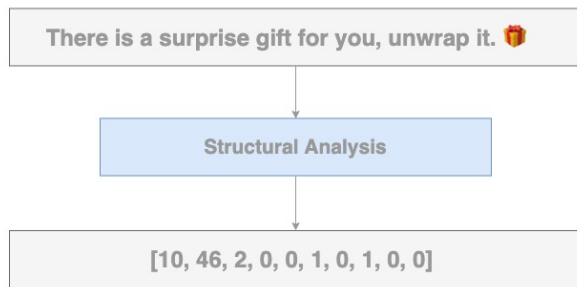 There is a surprise gift for you, unwrap it. 🎁
Structural Analysis
[10, 46, 2, 0, 0, 1, 0, 1, 0, 0]